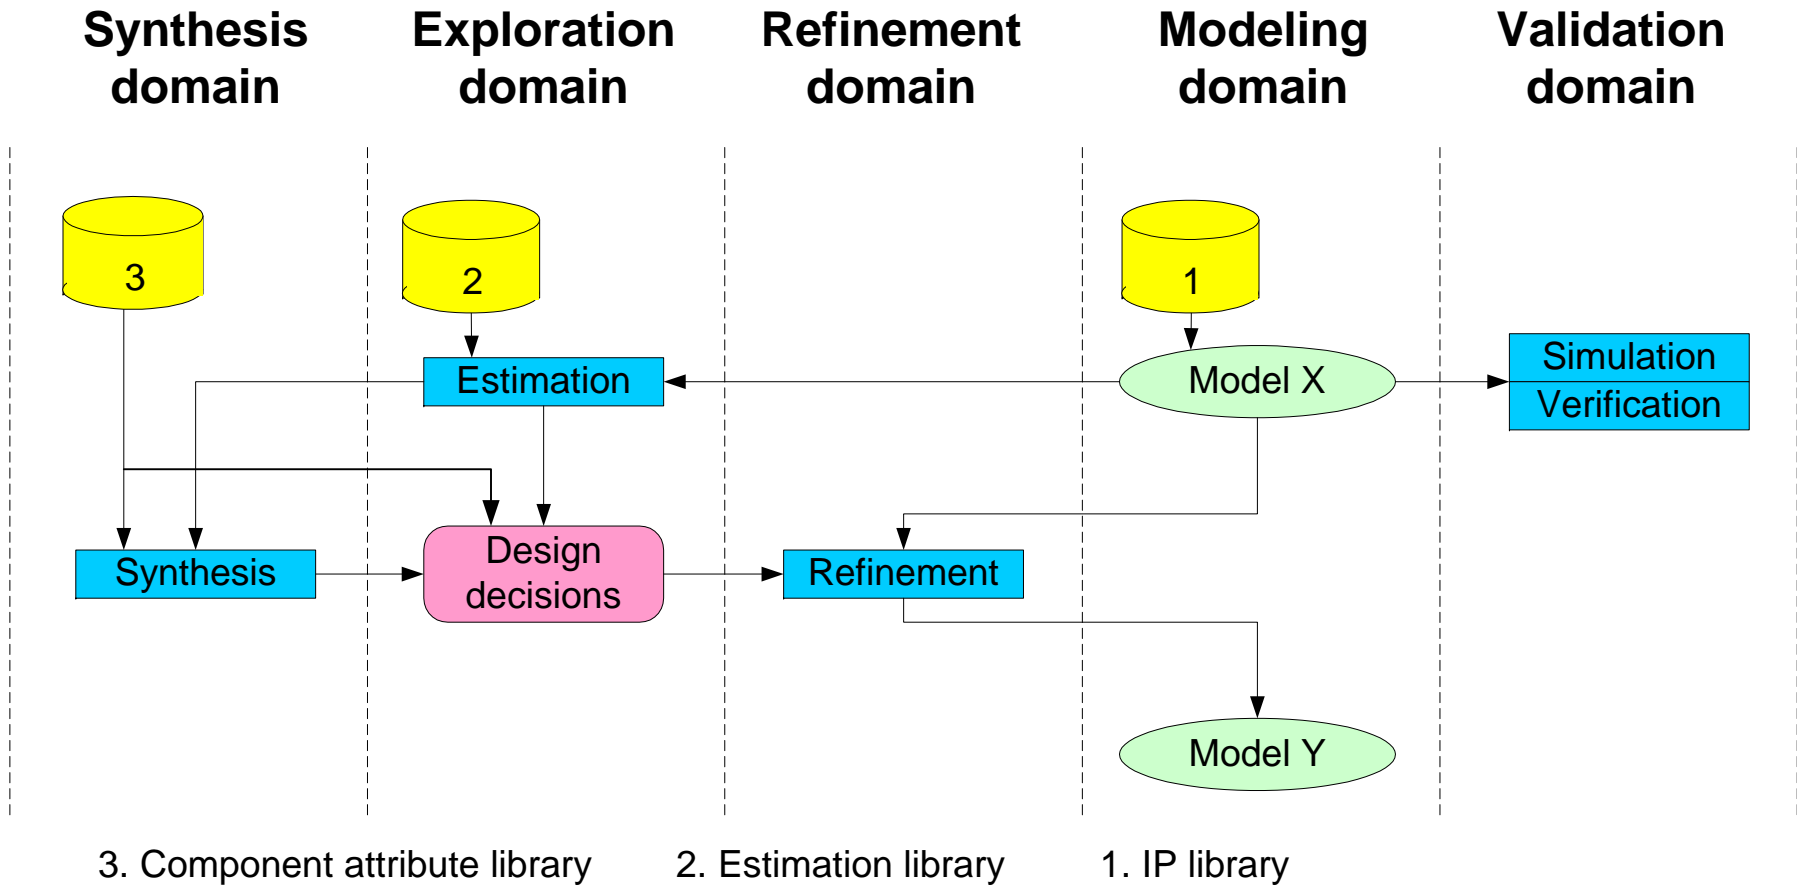 Synthesis domain
Exploration domain
Refinement domain
Modeling domain
Validation domain
3
2
1
Estimation
Model X
Simulation
Verification
Synthesis
Design
decisions
Refinement
Model Y
3. Component attribute library
2. Estimation library
1. IP library